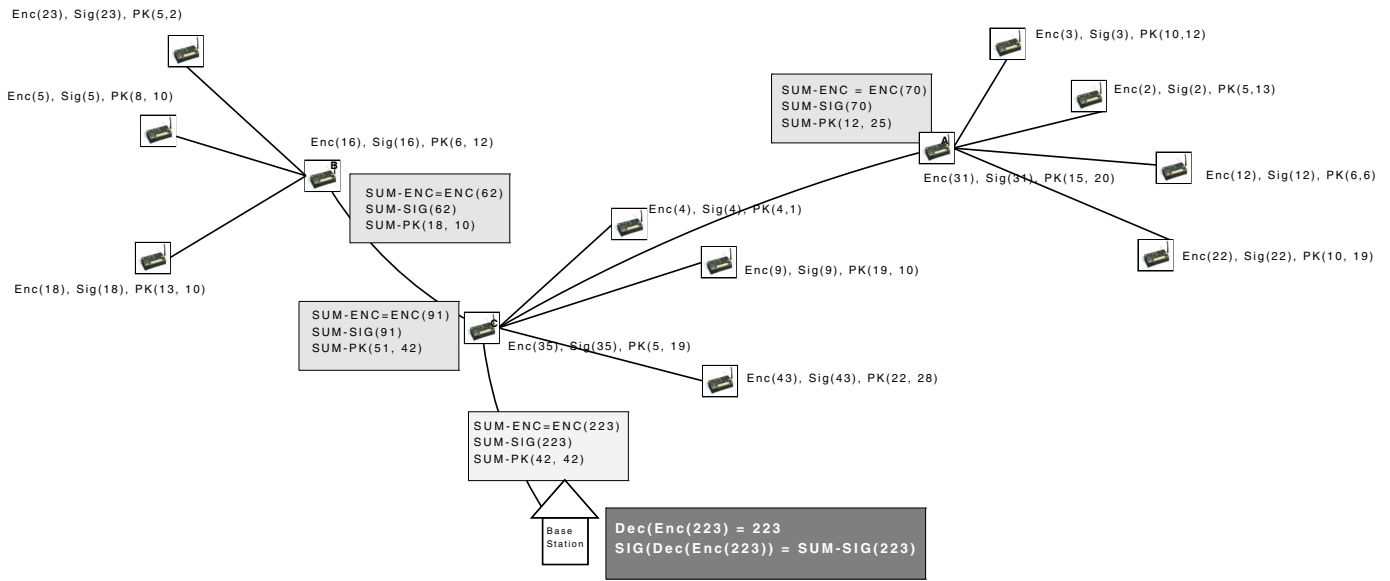 Enc(23), Sig(23), PK(5,2)
Enc(5), Sig(5), PK(8, 10)
Enc(16), Sig(16), PK(6, 12)
B
SUM-ENC=ENC(62)
SUM-SIG(62)
SUM-PK(18, 10)
Enc(18), Sig(18), PK(13, 10)
Enc(3), Sig(3), PK(10,12)
SUM-ENC = ENC(70)
SUM-SIG(70)
SUM-PK(12, 25)
Enc(2), Sig(2), PK(5,13)
A
Enc(31), Sig(31), PK(15, 20)
Enc(12), Sig(12), PK(6,6)
Enc(22), Sig(22), PK(10, 19)
Enc(4), Sig(4), PK(4,1)
Enc(9), Sig(9), PK(19, 10)
SUM-ENC=ENC(91)
SUM-SIG(91)
SUM-PK(51, 42)
C
Enc(35), Sig(35), PK(5, 19)
Enc(43), Sig(43), PK(22, 28)
SUM-ENC=ENC(223)
SUM-SIG(223)
SUM-PK(42, 42)
Base
Station
Dec(Enc(223) = 223
SIG(Dec(Enc(223)) = SUM-SIG(223)